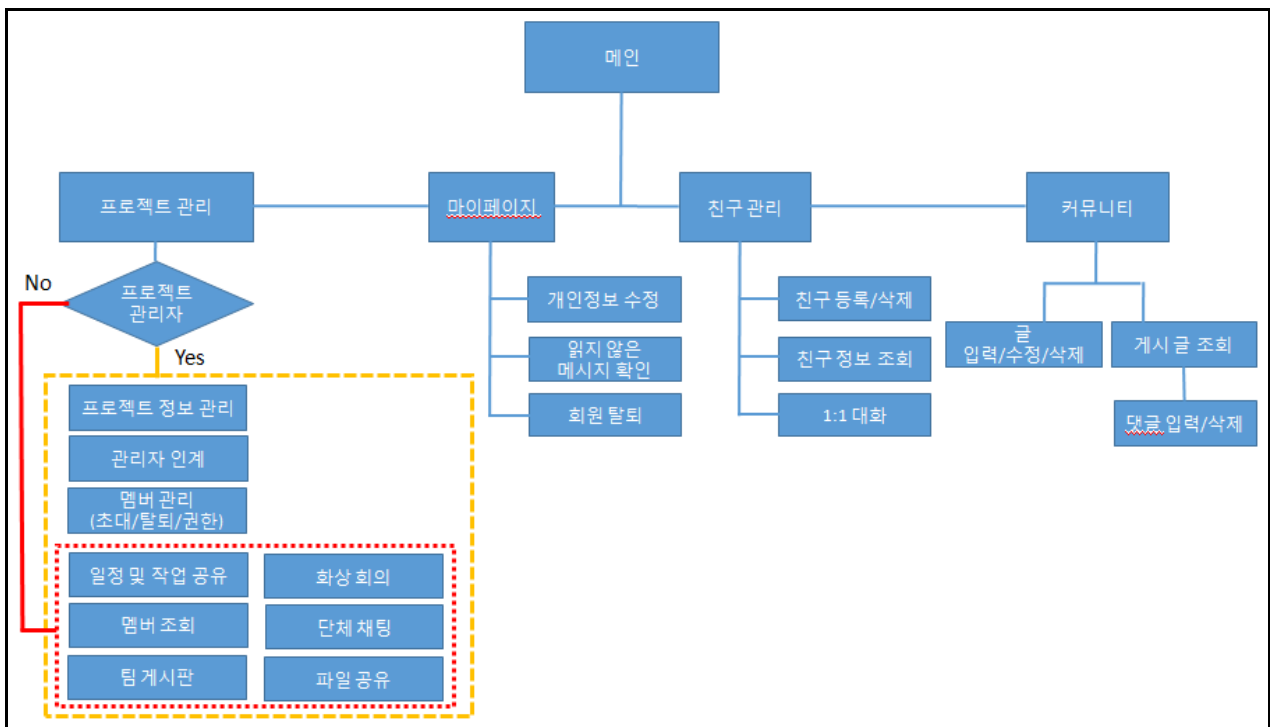 메인
프로젝트 관리
마이페이지
친구 관리
커뮤니티
No
프로젝트
관리자
Yes
프로젝트 정보 관리
관리자 인계
멤버 관리
(초대/탈퇴/권한)
일정 및 작업 공유
화상 회의
멤버 조회
단체 채팅
팀 게시판
파일 공유
개인정보 수정
읽지 않은
메시지 확인
회원 탈퇴
친구 등록/삭제
친구 정보 조회
1:1 대화
글
입력/수정/삭제
게시 글 조회
댓글 입력/삭제